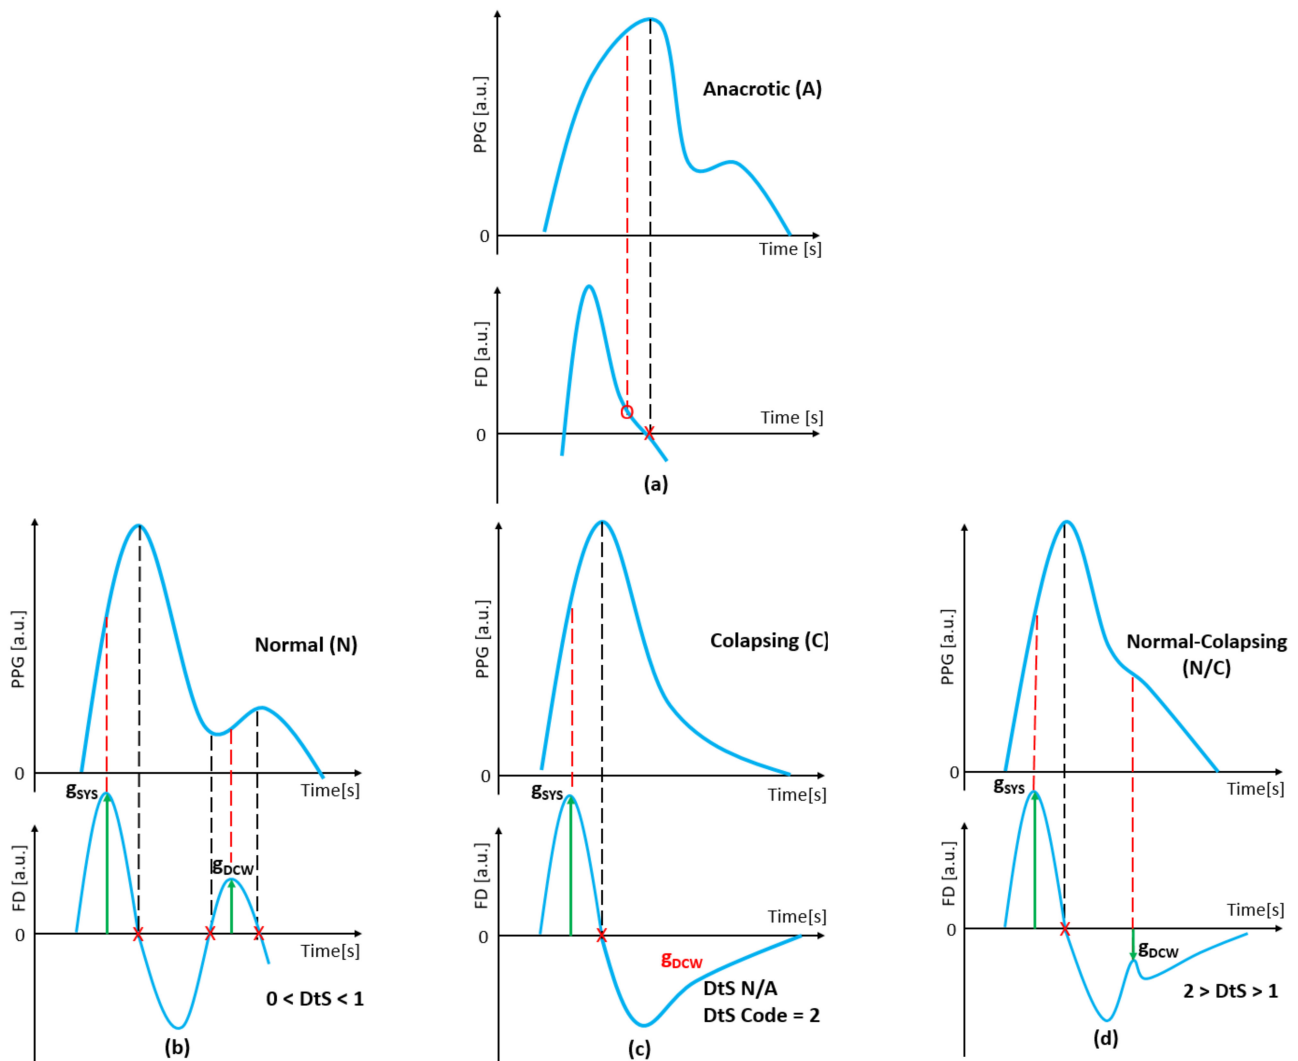 PPG [a.u.]
Anacrotic (A)
0
Time [s]
FD [a.u.]
Time [s]
0
O
X
(a)
PPG [a.u.]
Normal (N)
0
Time[s]
gSYS
FD [a.u.]
gDCW
0
X
X
X
Time[s]
0 < DtS < 1
(b)
PPG [a.u.]
Colapsing (C)
0
Time[s]
gSYS
FD [a.u.]
Time[s]
0
X
gDCW
DtS N/A
DtS Code = 2
(c)
PPG [a.u.]
Normal-Colapsing
(N/C)
0
Time[s]
gSYS
FD [a.u.]
Time[s]
0
X
gDCW
2 > DtS > 1
(d)